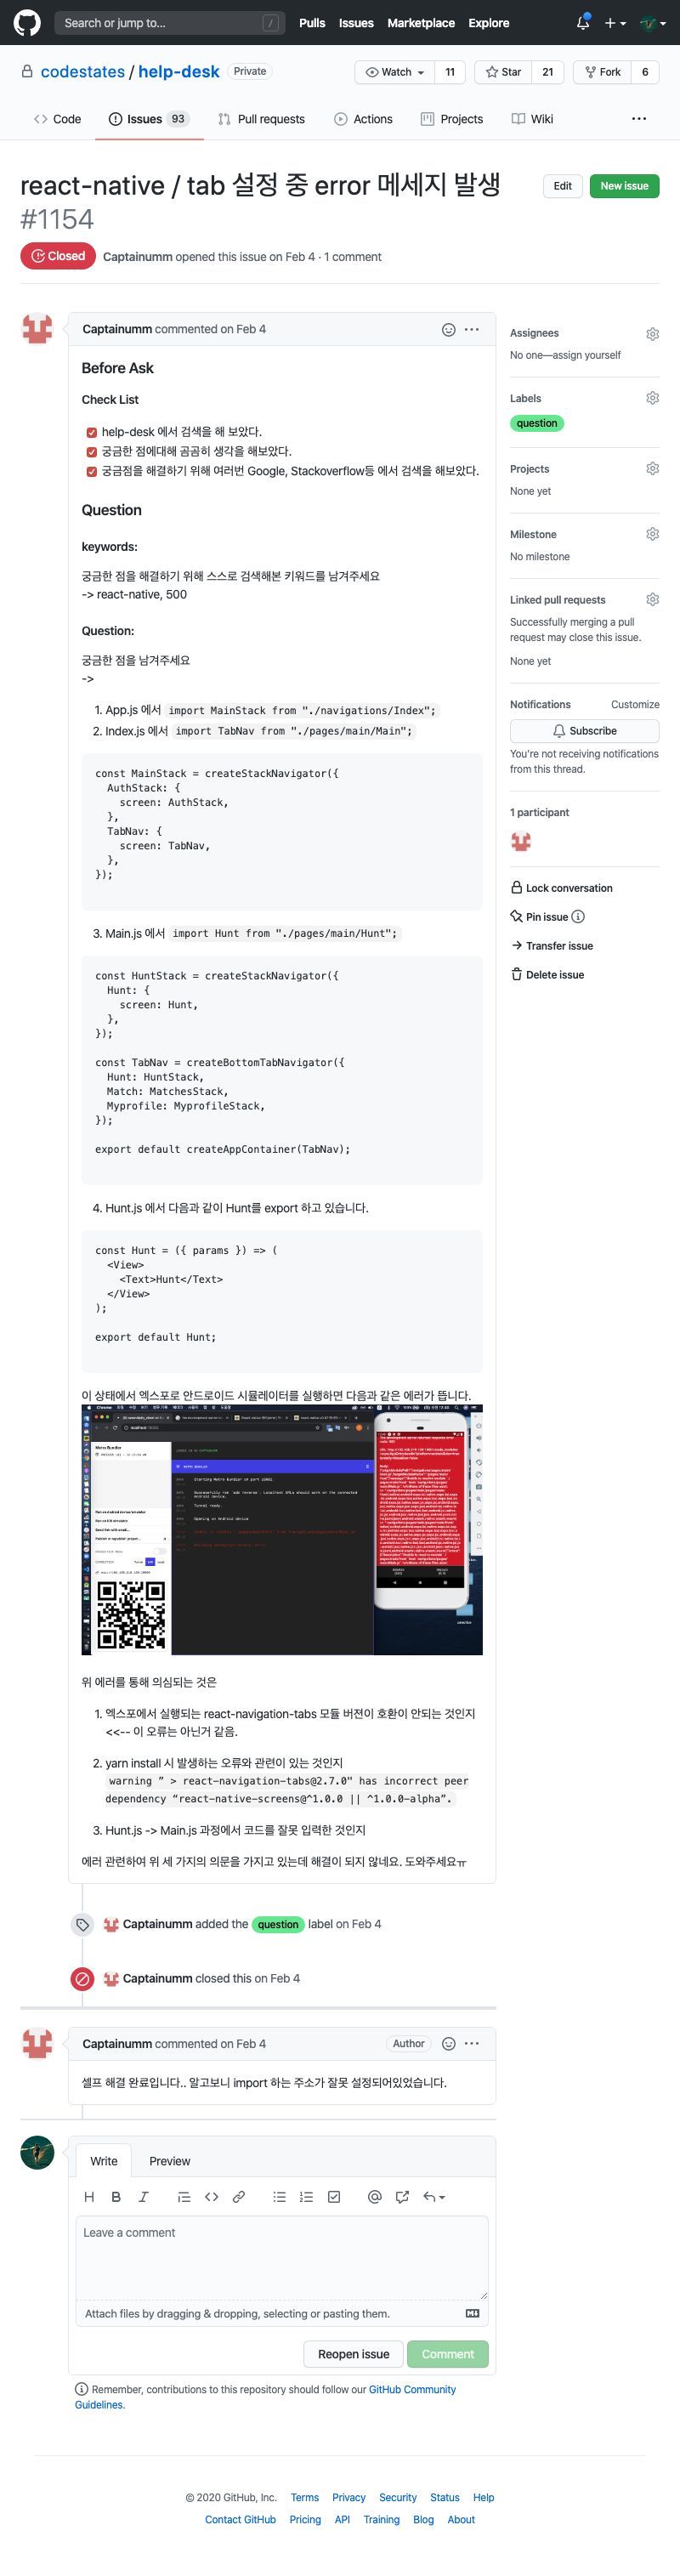 Search or jump to...
/
Pulls Issues Marketplace Explore
codestates / help-desk Private
Watch 11 Star 21 Fork 6
Code Issues 93 Pull requests Actions Projects Wiki ...
react-native / tab 설정 중 error 메세지 발생
#1154
Edit New issue
Closed Captainumm opened this issue on Feb 4 · 1 comment
Captainumm commented on Feb 4
Before Ask
Check List
help-desk 에서 검색을 해 보았다.
궁금한 점에대해 곰곰히 생각을 해보았다.
궁금점을 해결하기 위해 여러번 Google, Stackoverflow등 에서 검색을 해보았다.
Question
keywords:
궁금한 점을 해결하기 위해 스스로 검색해본 키워드를 남겨주세요
-> react-native, 500
Question:
궁금한 점을 남겨주세요
->
1. App.js 에서 import MainStack from "./navigations/Index";
2. Index.js 에서 import TabNav from "./pages/main/Main";
const MainStack = createStackNavigator({
AuthStack: {
screen: AuthStack,
},
TabNav: {
screen: TabNav,
},
});
3. Main.js 에서 import Hunt from "./pages/main/Hunt";
const HuntStack = createStackNavigator({
Hunt: {
screen: Hunt,
},
});
const TabNav = createBottomTabNavigator({
Hunt: HuntStack,
Match: MatchesStack,
Myprofile: MyprofileStack,
});
export default createAppContainer(TabNav);
4. Hunt.js 에서 다음과 같이 Hunt를 export 하고 있습니다.
const Hunt = ({ params }) => (
<View>
<Text>Hunt</Text>
</View>
);
export default Hunt;
이 상태에서 엑스포로 안드로이드 시뮬레이터를 실행하면 다음과 같은 에러가 뜹니다.
위 에러를 통해 의심되는 것은
1. 엑스포에서 실행되는 react-navigation-tabs 모듈 버젼이 호환이 안되는 것인지
<<-- 이 오류는 아닌거 같음.
2. yarn install 시 발생하는 오류와 관련이 있는 것인지
warning ” > react-navigation-tabs@2.7.0" has incorrect peer
dependency “react-native-screens@^1.0.0 || ^1.0.0-alpha”.
3. Hunt.js -> Main.js 과정에서 코드를 잘못 입력한 것인지
에러 관련하여 위 세 가지의 의문을 가지고 있는데 해결이 되지 않네요. 도와주세요ㅠ
Captainumm added the question label on Feb 4
Captainumm closed this on Feb 4
Captainumm commented on Feb 4 Author
셀프 해결 완료입니다.. 알고보니 import 하는 주소가 잘못 설정되어있었습니다.
Write Preview
Leave a comment
Attach files by dragging & dropping, selecting or pasting them.
Reopen issue Comment
Remember, contributions to this repository should follow our GitHub Community
Guidelines.
Assignees
No one—assign yourself
Labels
question
Projects
None yet
Milestone
No milestone
Linked pull requests
Successfully merging a pull
request may close this issue.
None yet
Notifications Customize
Subscribe
You're not receiving notifications
from this thread.
1 participant
Lock conversation
Pin issue
Transfer issue
Delete issue
© 2020 GitHub, Inc. Terms Privacy Security Status Help
Contact GitHub Pricing API Training Blog About